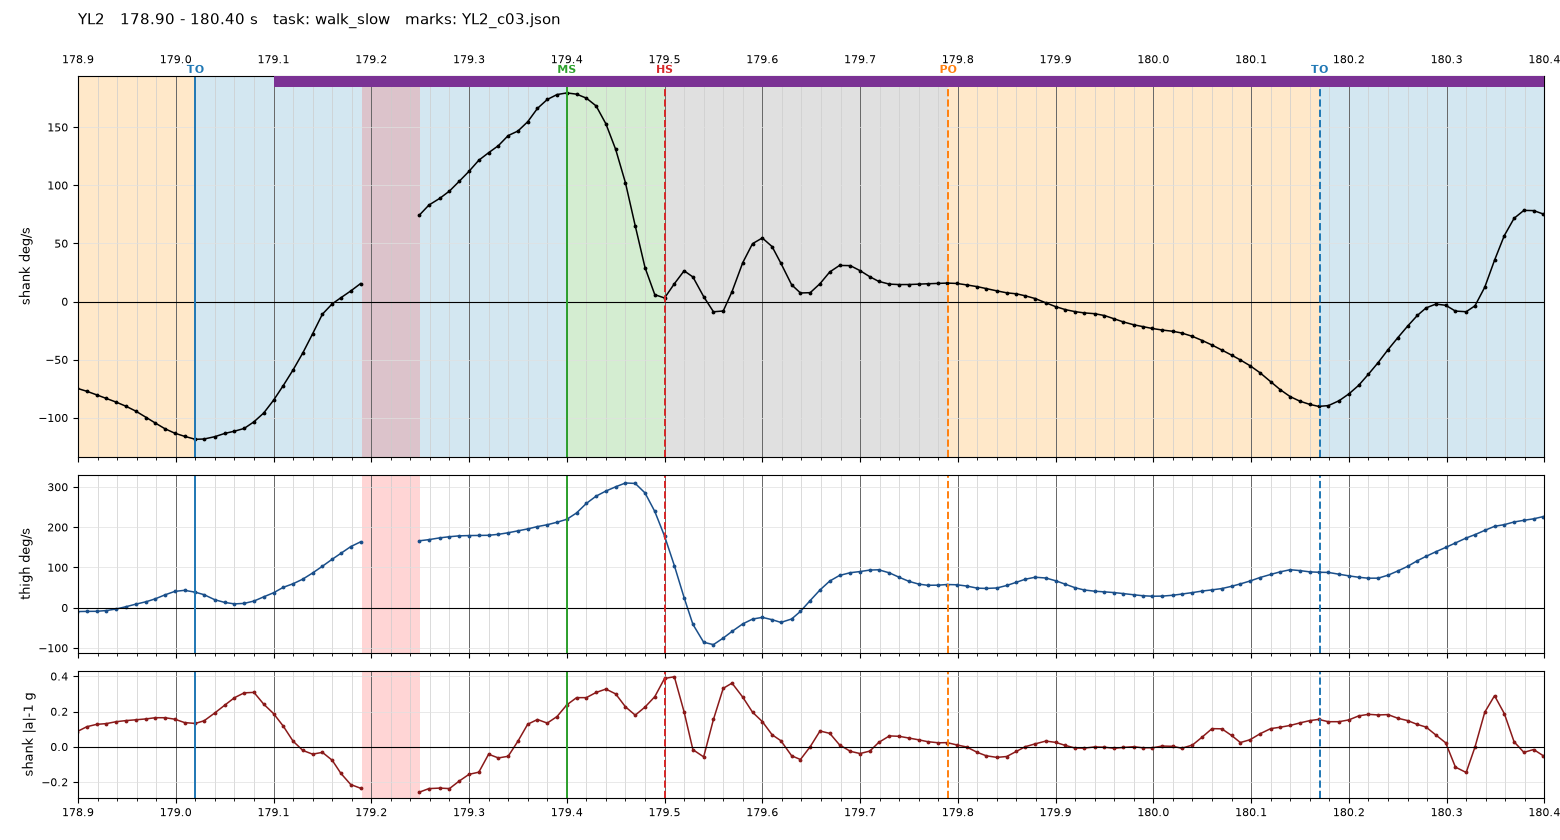 YL2 178.90 - 180.40 s task: walk_slow marks: YL2_c03.json
178.9 179.0 179.1 179.2 179.3 179.4 179.5 179.6 179.7 179.8 179.9 180.0 180.1 180.2 180.3 180.4
TO MS HS PO TO
shank deg/s
150
100
50
0
−50
−100
thigh deg/s
300
200
100
0
−100
shank |a|-1 g
0.4
0.2
0.0
−0.2
178.9 179.0 179.1 179.2 179.3 179.4 179.5 179.6 179.7 179.8 179.9 180.0 180.1 180.2 180.3 180.4